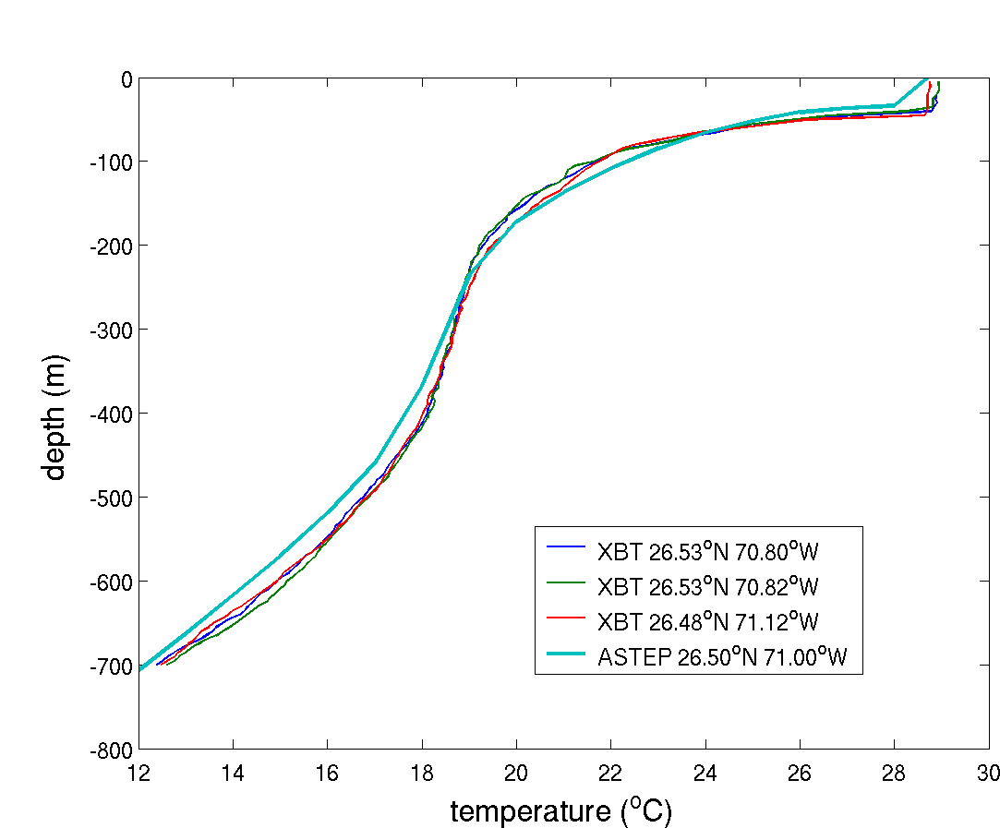 0
-100
-200
-300
-400
-500
-600
-700
-800
12 14 16 18 20 22 24 26 28 30
depth (m)
temperature (°C)
XBT 26.53°N 70.80°W
XBT 26.53°N 70.82°W
XBT 26.48°N 71.12°W
ASTEP 26.50°N 71.00°W